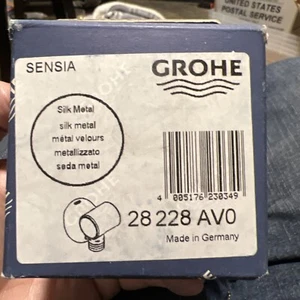 UNITED STATES
POSTAL SERVICE
SENSIA
GROHE
Silk Metal
silk metal
métal velours
metallizzato
seda metal
4 005176 230349
28 228 AV0
Made in Germany